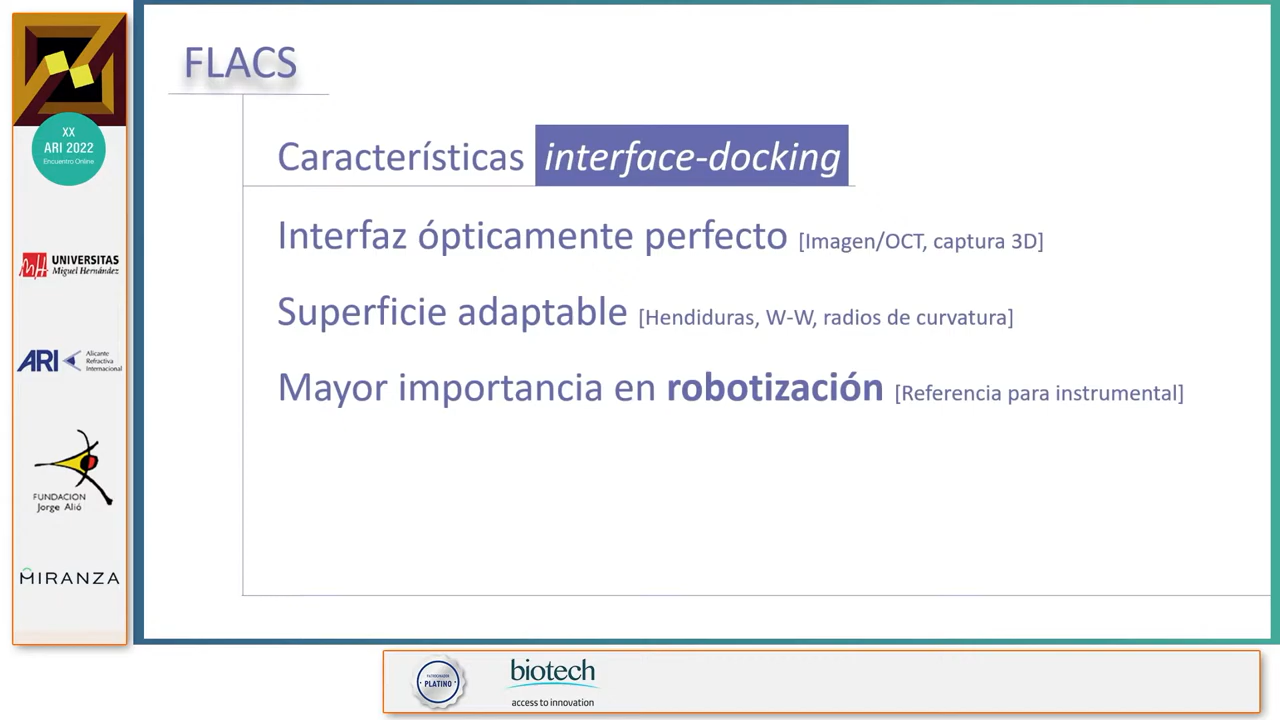 FLACS
Características interface-docking
Interfaz ópticamente perfecto [Imagen/OCT, captura 3D]
Superficie adaptable [Hendiduras, W-W, radios de curvatura]
Mayor importancia en robotización [Referencia para instrumental]
XX
ARI 2022
Encuentro Online
UNIVERSITAS
Miguel Hernández
ARI
Alicante
Refractiva
Internacional
FUNDACION
Jorge Alió
MIRANZA
PATROCINADOR
PLATINO
biotech
access to innovation